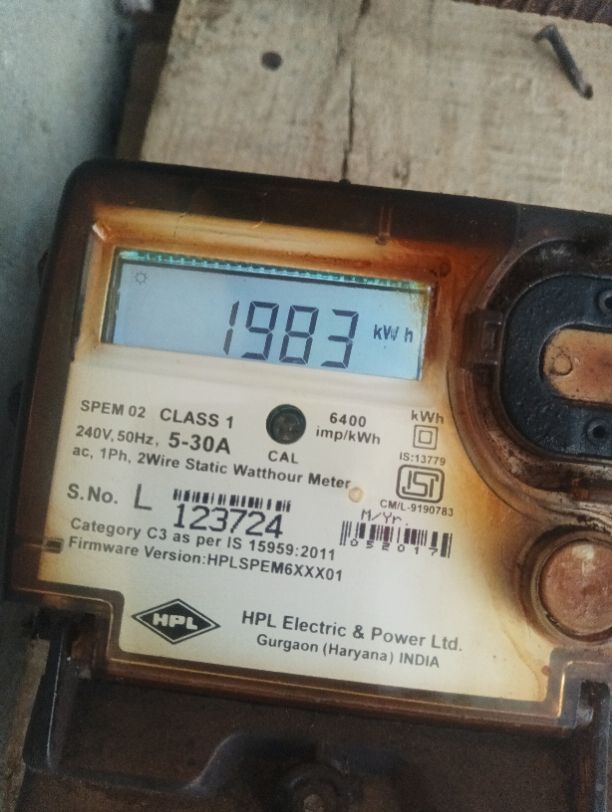 1983 kWh
SPEM 02 CLASS 1
6400 imp/kWh
kWh
240V, 50Hz, 5-30A
CAL
IS:13779
ac, 1Ph, 2Wire Static Watthour Meter
ISI
CM/L-9190783
S.No. L 123724
M/Yr.
052017
Category C3 as per IS 15959:2011
Firmware Version:HPLSPEM6XXX01
HPL
HPL Electric & Power Ltd.
Gurgaon (Haryana) INDIA